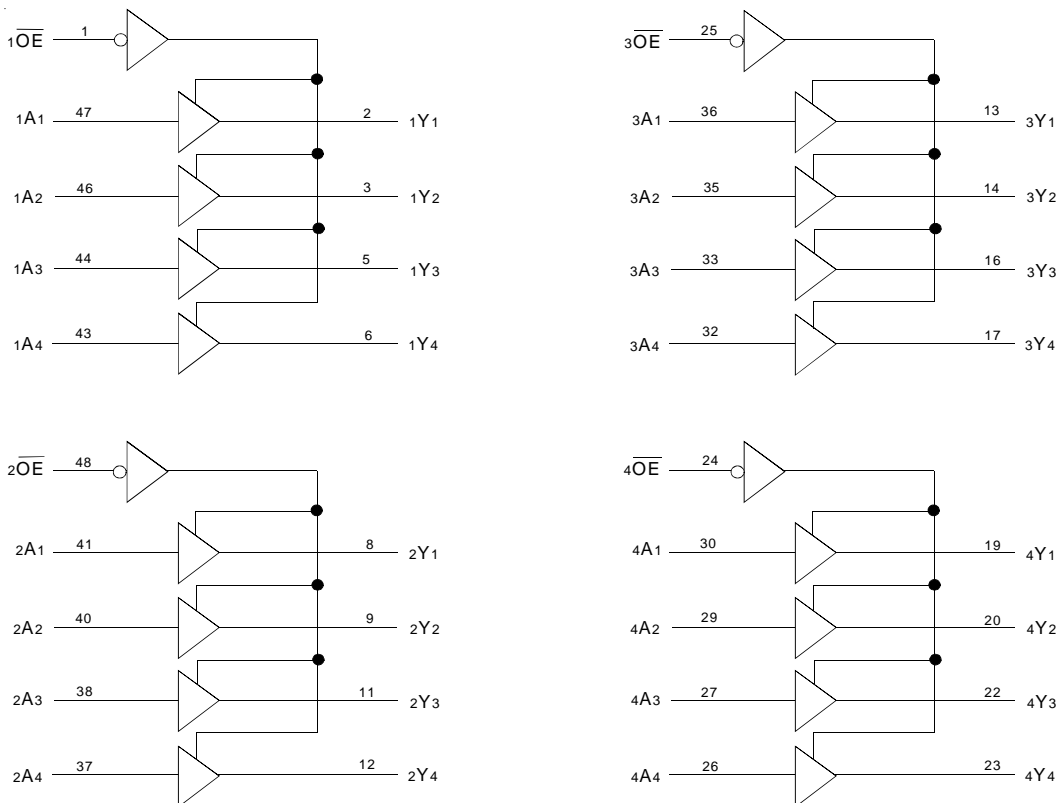 1OE 1
1A1 47 2 1Y1
1A2 46 3 1Y2
1A3 44 5 1Y3
1A4 43 6 1Y4
3OE 25
3A1 36 13 3Y1
3A2 35 14 3Y2
3A3 33 16 3Y3
3A4 32 17 3Y4
2OE 48
2A1 41 8 2Y1
2A2 40 9 2Y2
2A3 38 11 2Y3
2A4 37 12 2Y4
4OE 24
4A1 30 19 4Y1
4A2 29 20 4Y2
4A3 27 22 4Y3
4A4 26 23 4Y4